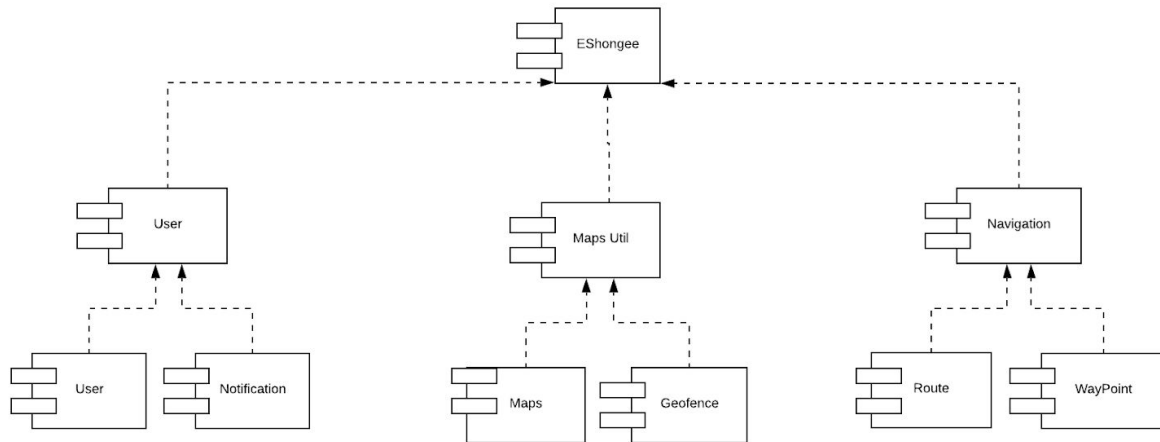 EShongee
User
Maps Util
Navigation
User
Notification
Maps
Geofence
Route
WayPoint